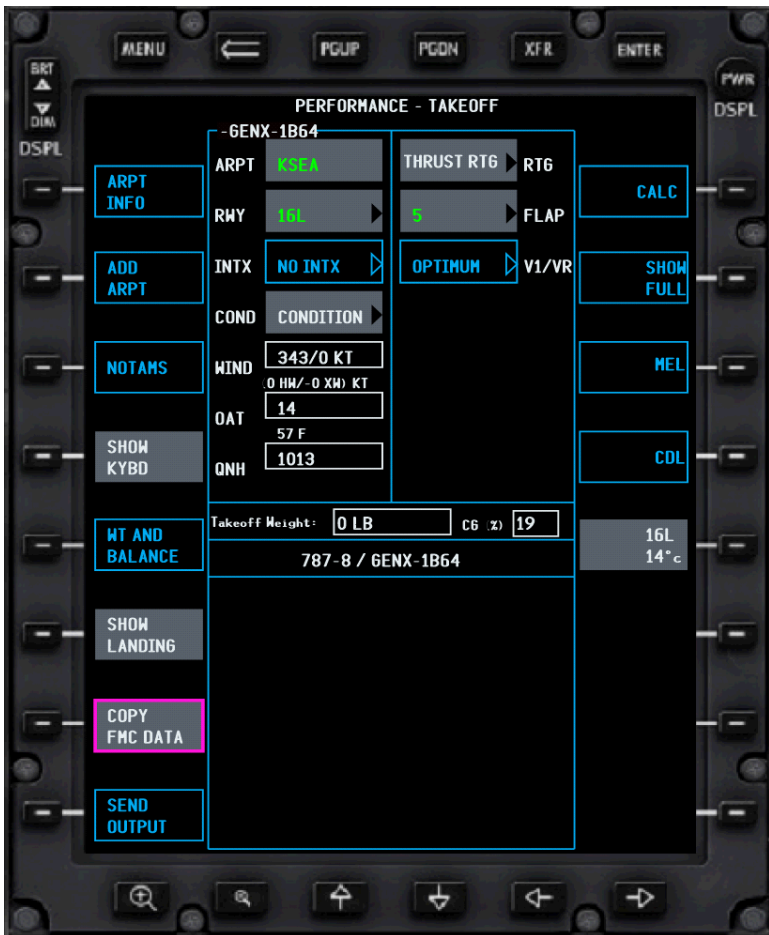 MENU
PGUP
PGDN
XFR
ENTER
BRT
DIM
DSPL
PWR
DSPL
PERFORMANCE - TAKEOFF
-GENX-1B64
ARPT
INFO
ADD
ARPT
NOTAMS
SHOW
KYBD
WT AND
BALANCE
SHOW
LANDING
COPY
FMC DATA
SEND
OUTPUT
ARPT KSEA
RWY 16L
INTX NO INTX
COND CONDITION
WIND 343/0 KT
(0 HW/-0 XW) KT
OAT 14
57 F
QNH 1013
THRUST RTG RTG
5 FLAP
OPTIMUM V1/VR
Takeoff Weight: 0 LB CG (%) 19
787-8 / GENX-1B64
CALC
SHOW
FULL
MEL
CDL
16L
14°c